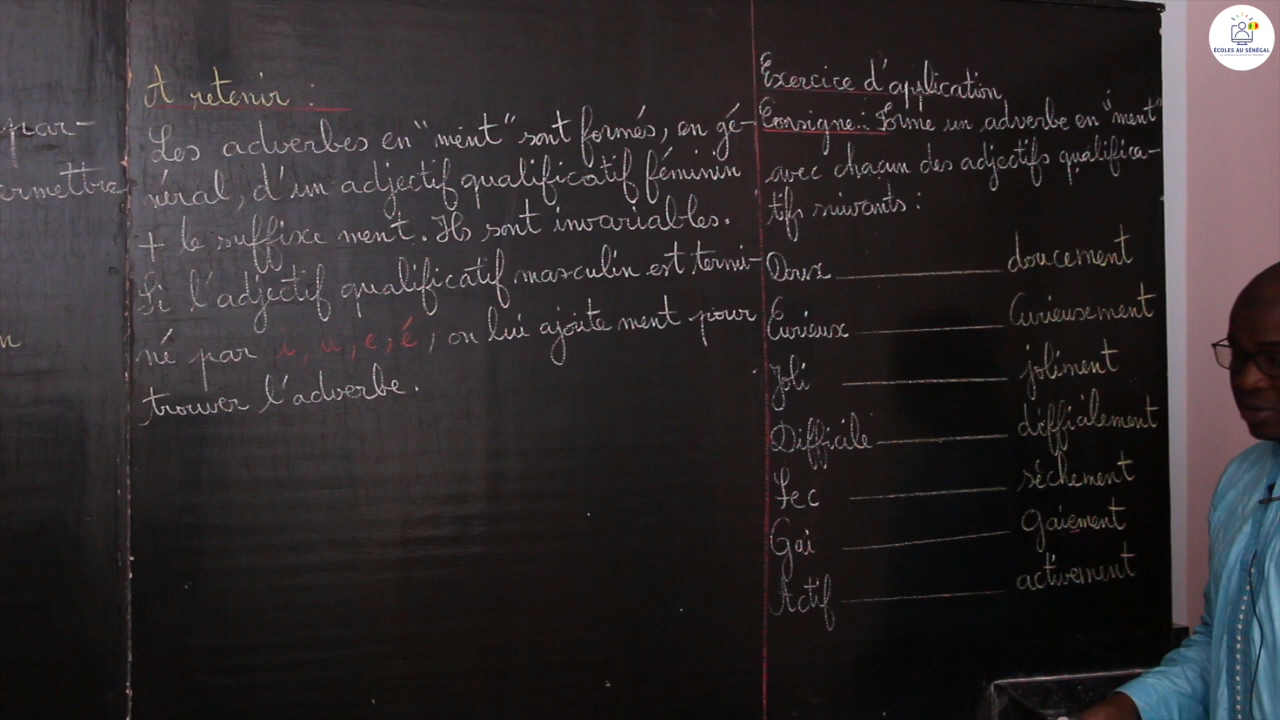 par-
ermettre
n
A retenir :
Les adverbes en "ment" sont formés, en gé-
néral, d'un adjectif qualificatif féminin
+ le suffixe ment. Ils sont invariables.
Si l'adjectif qualificatif masculin est termi-
né par i, u, e, é, on lui ajoute ment pour
trouver l'adverbe.
Exercice d'application
Consigne : Forme un adverbe en "ment"
avec chacun des adjectifs qualifica-
tifs suivants :
Doux doucement
Curieux Curieusement
Joli joliment
Difficile difficilement
Sec séchement
Gai Gaiement
Actif activement
ÉCOLES AU SÉNÉGAL